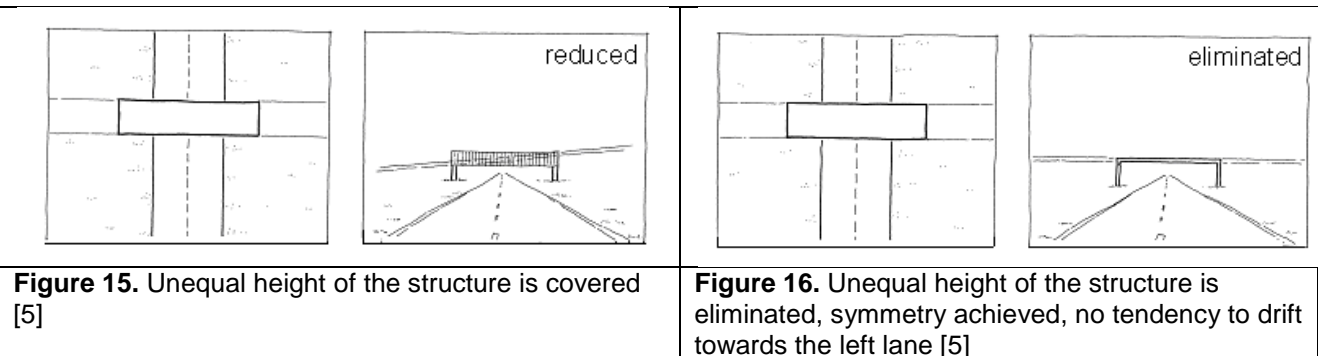 reduced
eliminated
Figure 15. Unequal height of the structure is covered
[5]
Figure 16. Unequal height of the structure is
eliminated, symmetry achieved, no tendency to drift
towards the left lane [5]